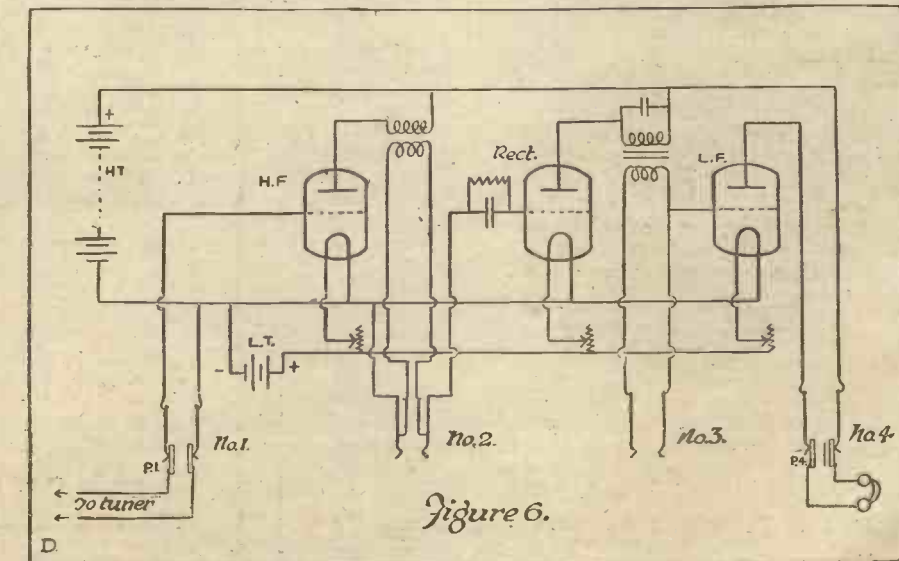 +
HT
H.F
Rect.
L.F.
L.T.
- +
P.1.
No.1.
No.2.
No.3.
P.4.
No.4.
To tuner
Figure 6.
D.